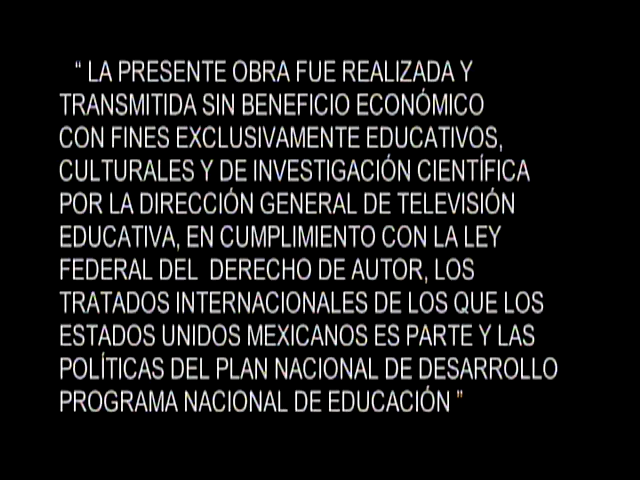 “ LA PRESENTE OBRA FUE REALIZADA Y
TRANSMITIDA SIN BENEFICIO ECONÓMICO
CON FINES EXCLUSIVAMENTE EDUCATIVOS,
CULTURALES Y DE INVESTIGACIÓN CIENTÍFICA
POR LA DIRECCIÓN GENERAL DE TELEVISIÓN
EDUCATIVA, EN CUMPLIMIENTO CON LA LEY
FEDERAL DEL DERECHO DE AUTOR, LOS
TRATADOS INTERNACIONALES DE LOS QUE LOS
ESTADOS UNIDOS MEXICANOS ES PARTE Y LAS
POLÍTICAS DEL PLAN NACIONAL DE DESARROLLO
PROGRAMA NACIONAL DE EDUCACIÓN ”